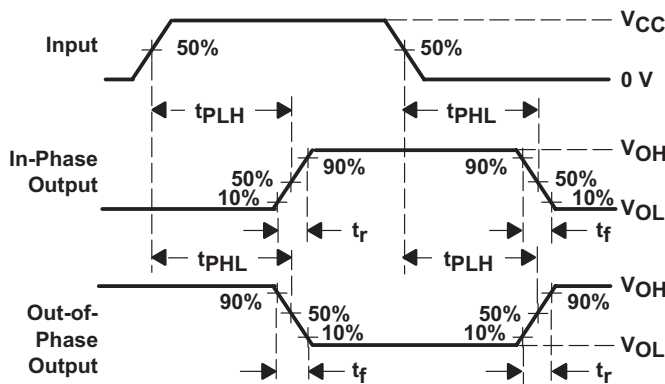 Input
50%
50%
VCC
0 V
tPLH
tPHL
In-Phase
Output
50%
10%
90%
90%
50%
10%
VOH
VOL
tr
tf
tPHL
tPLH
Out-of-
Phase
Output
90%
50%
10%
50%
10%
90%
VOH
VOL
tf
tr